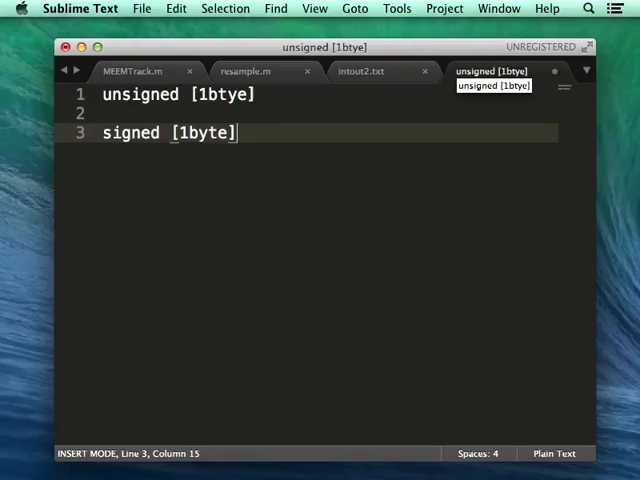 Sublime Text File Edit Selection Find View Goto Tools Project Window Help
unsigned [1btye] UNREGISTERED
MEEMTrack.m × resample.m × intout2.txt × unsigned [1btye]
unsigned [1btye]
1 unsigned [1btye]
2
3 signed [1byte]
INSERT MODE, Line 3, Column 15 Spaces: 4 Plain Text